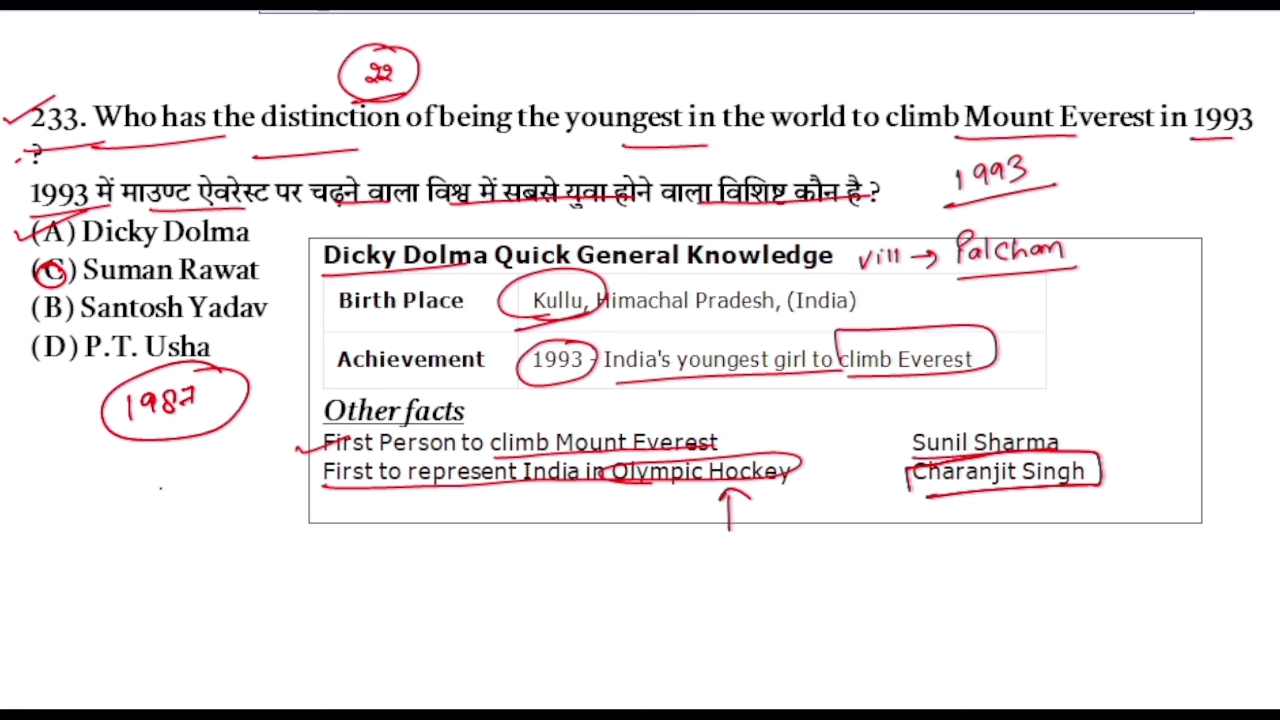 22
233. Who has the distinction of being the youngest in the world to climb Mount Everest in 1993
?
1993
1993 में माउण्ट ऐवरेस्ट पर चढ़ने वाला विश्व में सबसे युवा होने वाला विशिष्ट कौन है ?
(A) Dicky Dolma
(C) Suman Rawat
(B) Santosh Yadav
(D) P.T. Usha
1987
Dicky Dolma Quick General Knowledge vill → Palchan
Birth Place Kullu, Himachal Pradesh, (India)
Achievement 1993 - India's youngest girl to climb Everest
Other facts
First Person to climb Mount Everest Sunil Sharma
First to represent India in Olympic Hockey Charanjit Singh